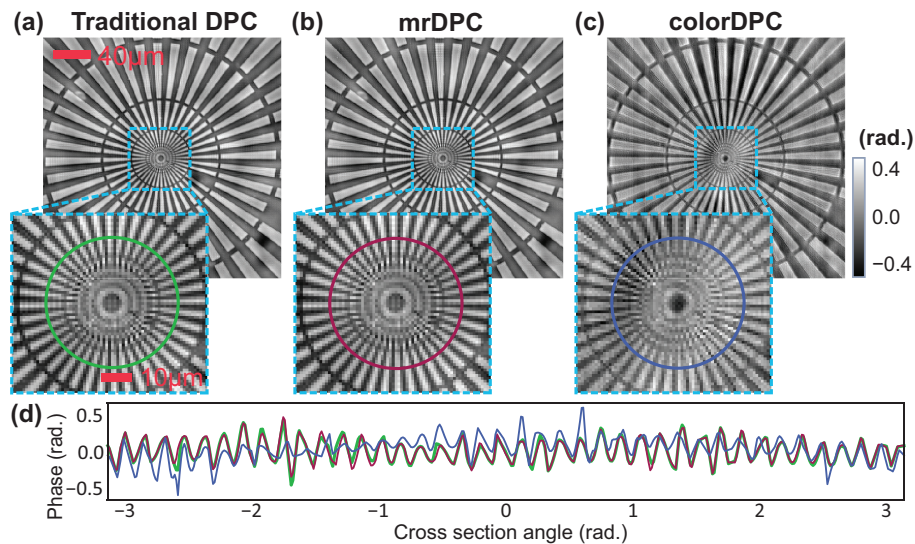 (a) Traditional DPC
(b) mrDPC
(c) colorDPC
40μm
(rad.)
0.4
0.0
−0.4
10μm
(d)
Phase (rad.)
0.5
0.0
−0.5
−3 −2 −1 0 1 2 3
Cross section angle (rad.)